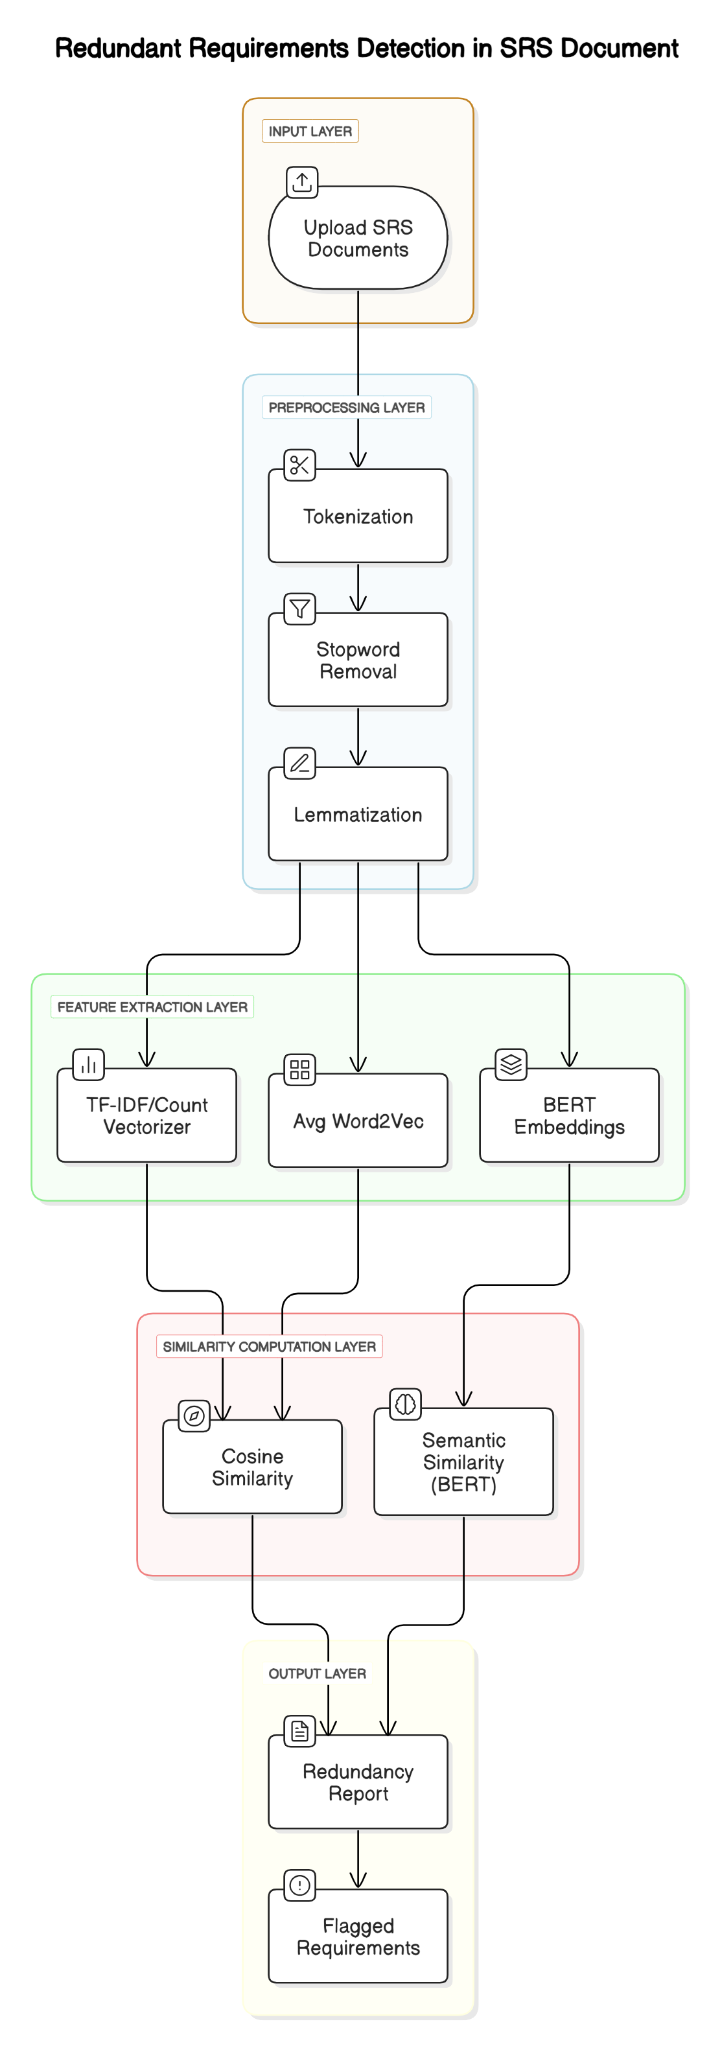 Redundant Requirements Detection in SRS Document
INPUT LAYER
Upload SRS
Documents
PREPROCESSING LAYER
Tokenization
Stopword
Removal
Lemmatization
FEATURE EXTRACTION LAYER
TF-IDF/Count
Vectorizer
Avg Word2Vec
BERT
Embeddings
SIMILARITY COMPUTATION LAYER
Cosine
Similarity
Semantic
Similarity
(BERT)
OUTPUT LAYER
Redundancy
Report
Flagged
Requirements